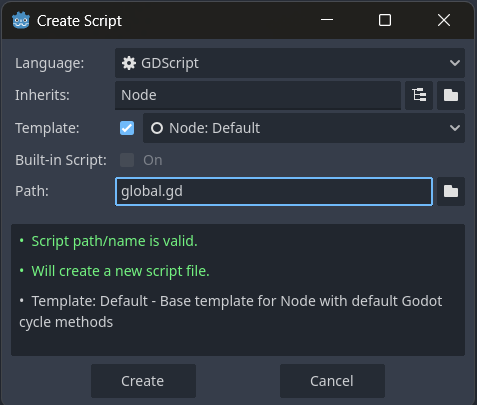 Create Script
Language: GDScript
Inherits: Node
Template: Node: Default
Built-in Script: On
Path: global.gd
• Script path/name is valid.
• Will create a new script file.
• Template: Default - Base template for Node with default Godot
cycle methods
Create Cancel